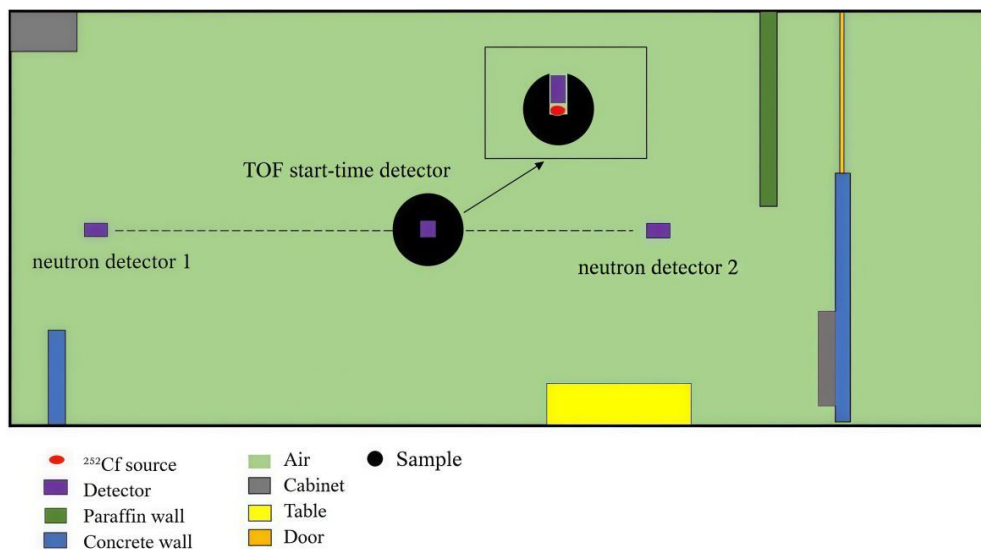 TOF start-time detector
neutron detector 1
neutron detector 2
²⁵²Cf source
Detector
Paraffin wall
Concrete wall
Air
Cabinet
Table
Door
Sample